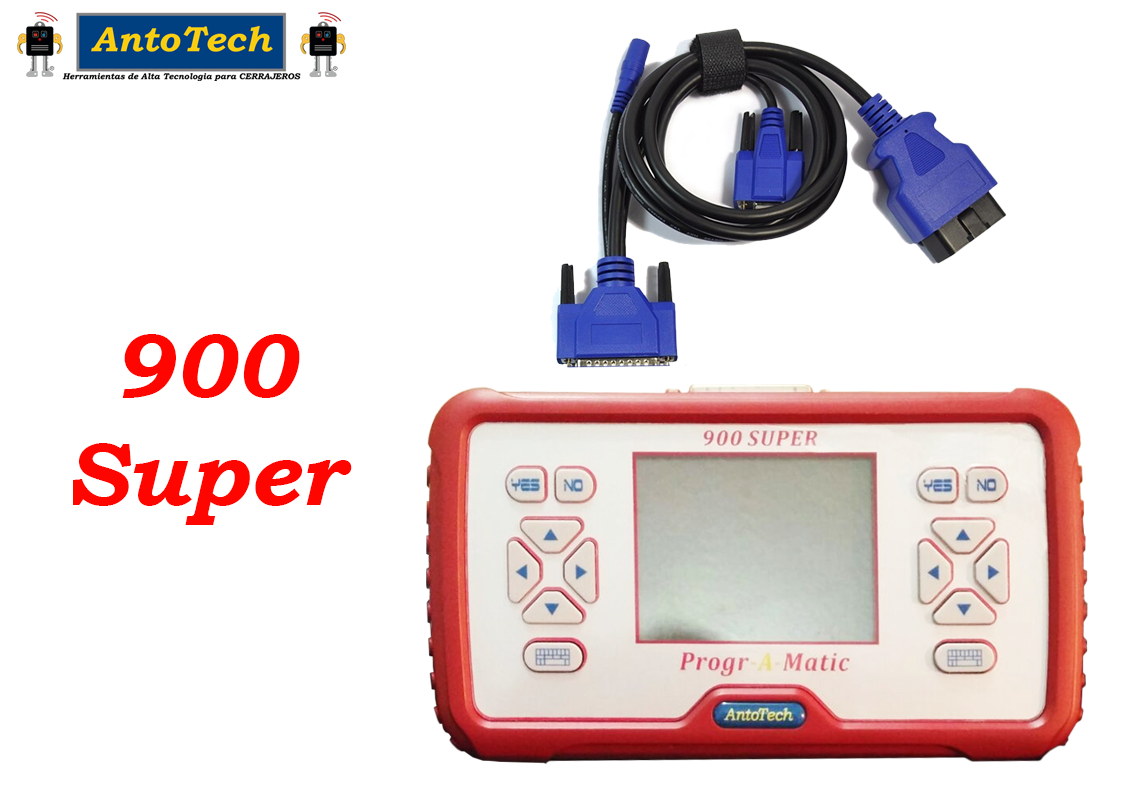 AntoTech
Herramientas de Alta Tecnologia para CERRAJEROS
900
Super
900 SUPER
YES NO
YES NO
Progr-A-Matic
AntoTech